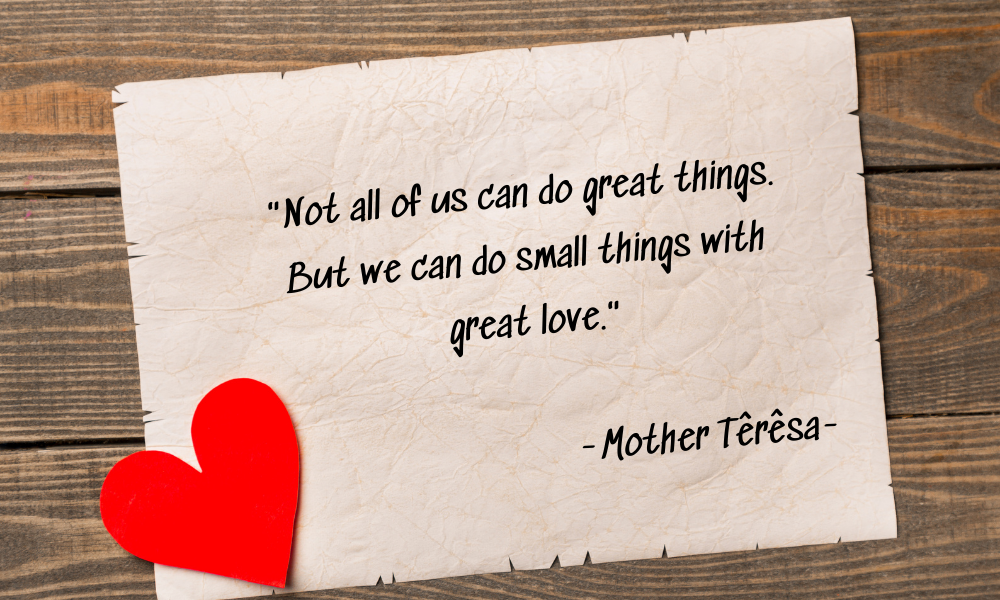 "Not all of us can do great things.
But we can do small things with
great love."
-Mother Têrêsa-